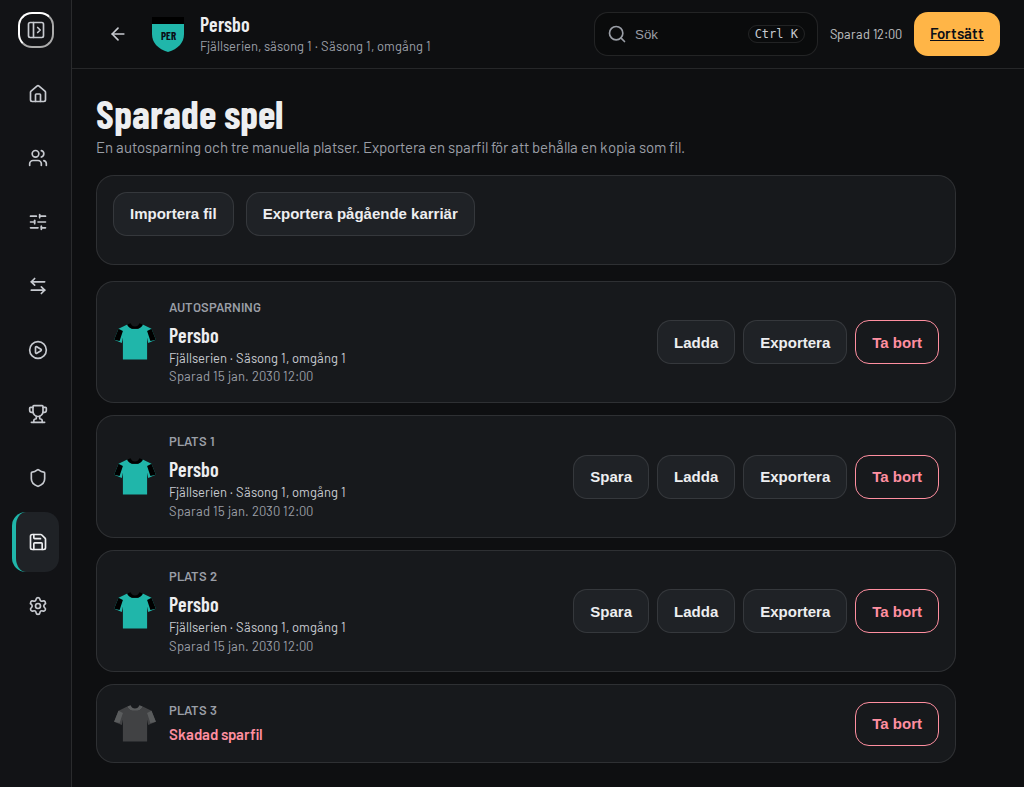 PER
Persbo
Fjällserien, säsong 1 · Säsong 1, omgång 1
Sök
Ctrl K
Sparad 12:00
Fortsätt
Sparade spel
En autosparning och tre manuella platser. Exportera en sparfil för att behålla en kopia som fil.
Importera fil
Exportera pågående karriär
AUTOSPARNING
Persbo
Fjällserien · Säsong 1, omgång 1
Sparad 15 jan. 2030 12:00
Ladda
Exportera
Ta bort
PLATS 1
Persbo
Fjällserien · Säsong 1, omgång 1
Sparad 15 jan. 2030 12:00
Spara
Ladda
Exportera
Ta bort
PLATS 2
Persbo
Fjällserien · Säsong 1, omgång 1
Sparad 15 jan. 2030 12:00
Spara
Ladda
Exportera
Ta bort
PLATS 3
Skadad sparfil
Ta bort